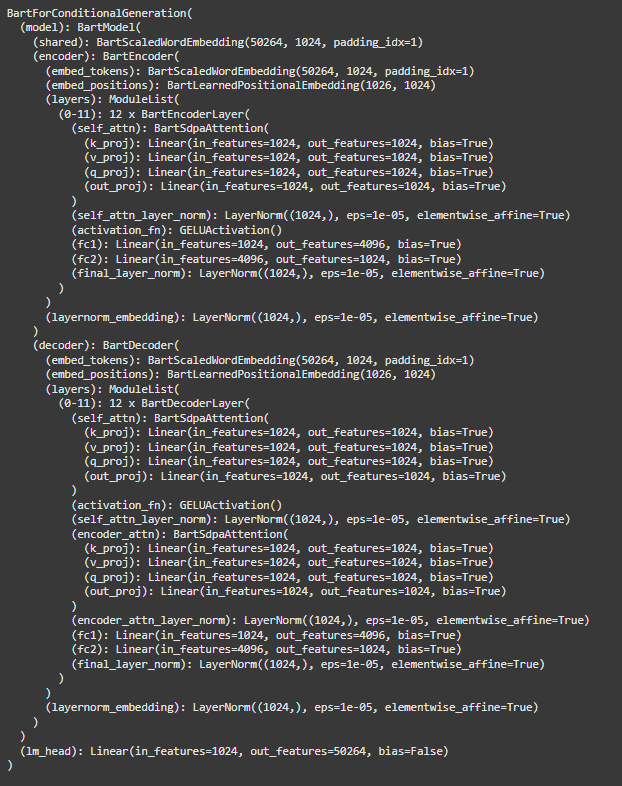 BartForConditionalGeneration(
  (model): BartModel(
    (shared): BartScaledWordEmbedding(50264, 1024, padding_idx=1)
    (encoder): BartEncoder(
      (embed_tokens): BartScaledWordEmbedding(50264, 1024, padding_idx=1)
      (embed_positions): BartLearnedPositionalEmbedding(1026, 1024)
      (layers): ModuleList(
        (0-11): 12 x BartEncoderLayer(
          (self_attn): BartSdpaAttention(
            (k_proj): Linear(in_features=1024, out_features=1024, bias=True)
            (v_proj): Linear(in_features=1024, out_features=1024, bias=True)
            (q_proj): Linear(in_features=1024, out_features=1024, bias=True)
            (out_proj): Linear(in_features=1024, out_features=1024, bias=True)
          )
          (self_attn_layer_norm): LayerNorm((1024,), eps=1e-05, elementwise_affine=True)
          (activation_fn): GELUActivation()
          (fc1): Linear(in_features=1024, out_features=4096, bias=True)
          (fc2): Linear(in_features=4096, out_features=1024, bias=True)
          (final_layer_norm): LayerNorm((1024,), eps=1e-05, elementwise_affine=True)
        )
      )
      (layernorm_embedding): LayerNorm((1024,), eps=1e-05, elementwise_affine=True)
    )
    (decoder): BartDecoder(
      (embed_tokens): BartScaledWordEmbedding(50264, 1024, padding_idx=1)
      (embed_positions): BartLearnedPositionalEmbedding(1026, 1024)
      (layers): ModuleList(
        (0-11): 12 x BartDecoderLayer(
          (self_attn): BartSdpaAttention(
            (k_proj): Linear(in_features=1024, out_features=1024, bias=True)
            (v_proj): Linear(in_features=1024, out_features=1024, bias=True)
            (q_proj): Linear(in_features=1024, out_features=1024, bias=True)
            (out_proj): Linear(in_features=1024, out_features=1024, bias=True)
          )
          (activation_fn): GELUActivation()
          (self_attn_layer_norm): LayerNorm((1024,), eps=1e-05, elementwise_affine=True)
          (encoder_attn): BartSdpaAttention(
            (k_proj): Linear(in_features=1024, out_features=1024, bias=True)
            (v_proj): Linear(in_features=1024, out_features=1024, bias=True)
            (q_proj): Linear(in_features=1024, out_features=1024, bias=True)
            (out_proj): Linear(in_features=1024, out_features=1024, bias=True)
          )
          (encoder_attn_layer_norm): LayerNorm((1024,), eps=1e-05, elementwise_affine=True)
          (fc1): Linear(in_features=1024, out_features=4096, bias=True)
          (fc2): Linear(in_features=4096, out_features=1024, bias=True)
          (final_layer_norm): LayerNorm((1024,), eps=1e-05, elementwise_affine=True)
        )
      )
      (layernorm_embedding): LayerNorm((1024,), eps=1e-05, elementwise_affine=True)
    )
  )
  (lm_head): Linear(in_features=1024, out_features=50264, bias=False)
)